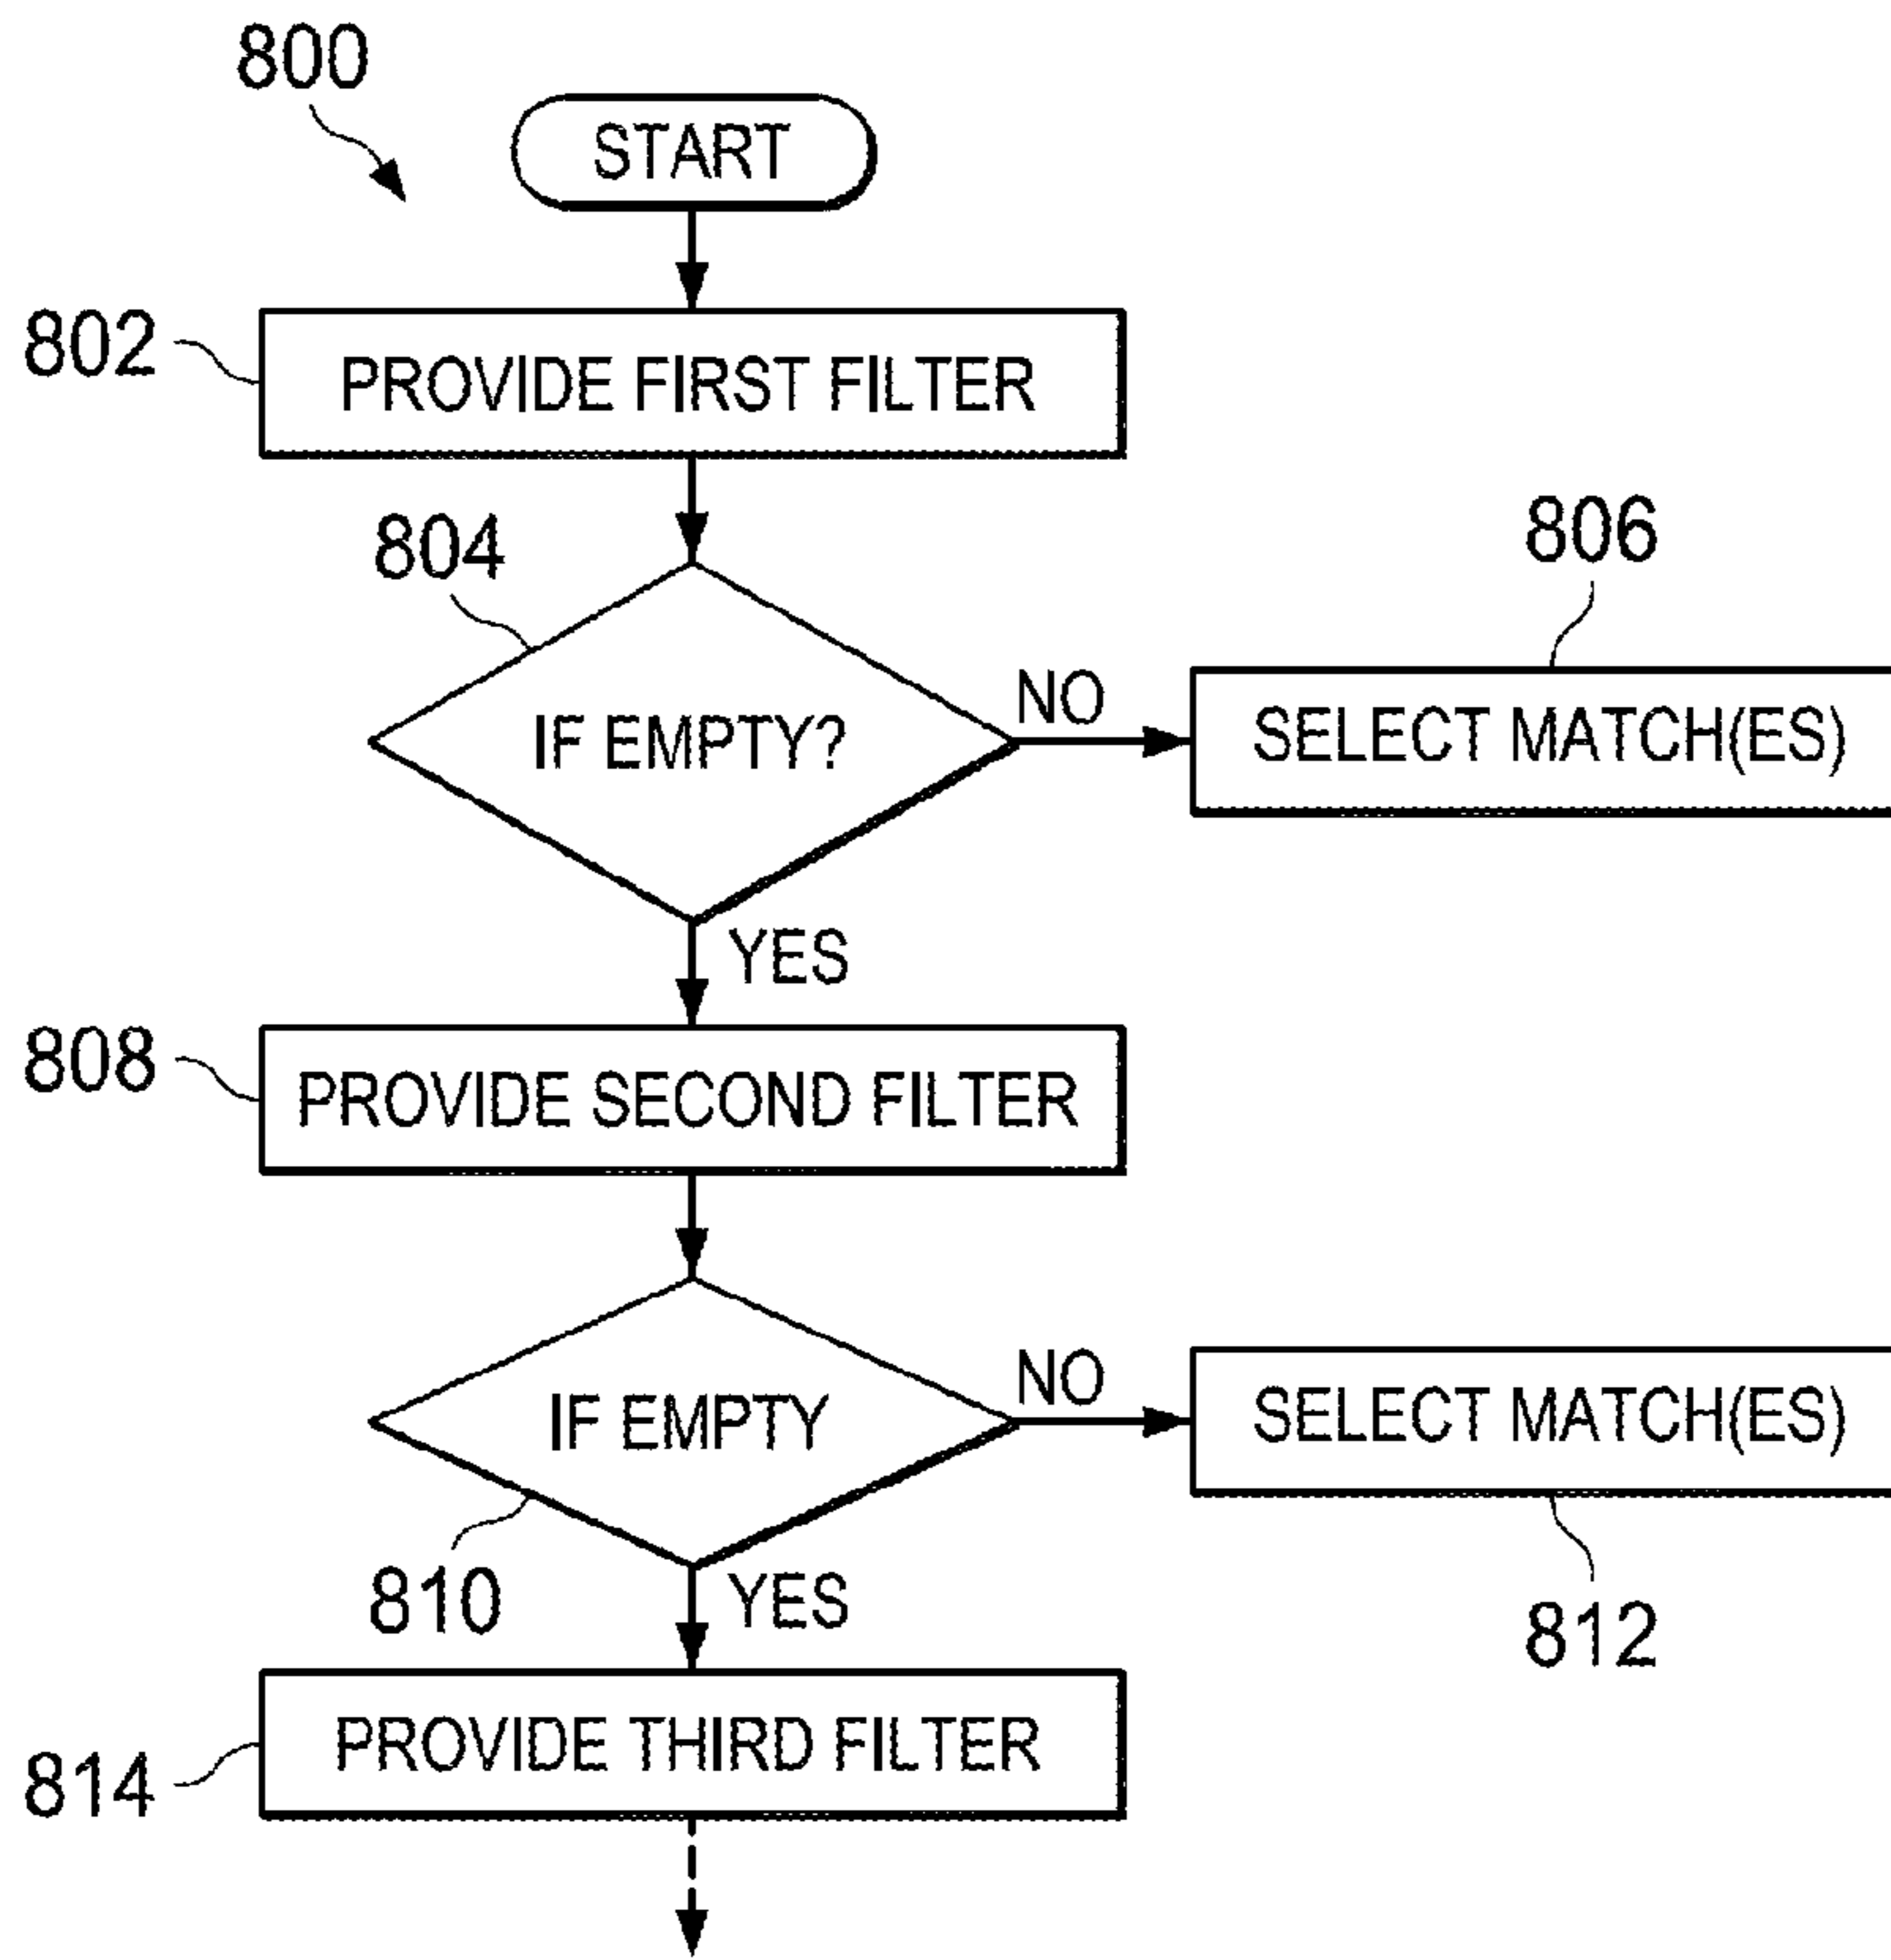 800
START
802
PROVIDE FIRST FILTER
804
806
IF EMPTY?
NO
SELECT MATCH(ES)
YES
808
PROVIDE SECOND FILTER
IF EMPTY
NO
SELECT MATCH(ES)
810
YES
812
PROVIDE THIRD FILTER
814